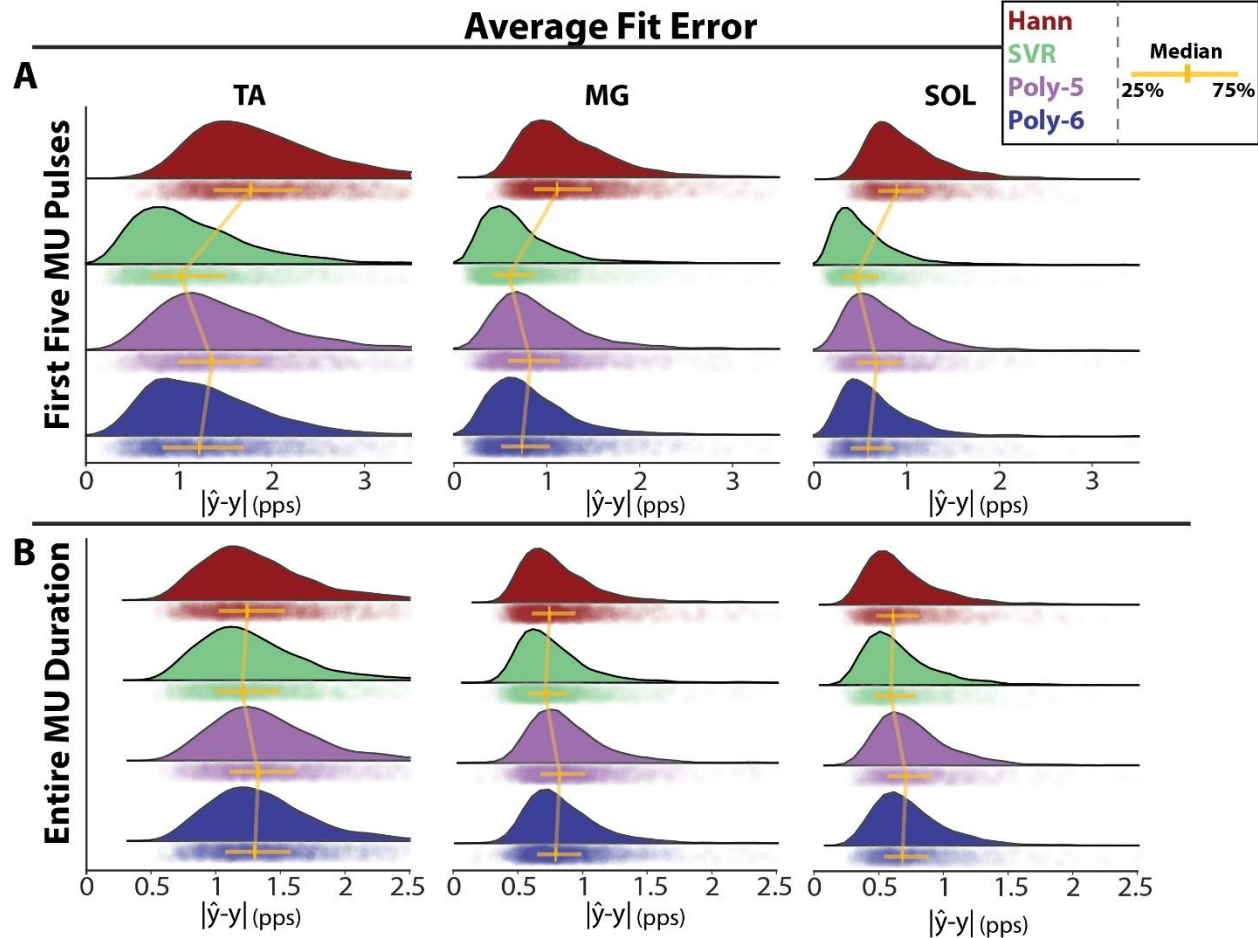 Average Fit Error
Hann
SVR
Poly-5
Poly-6
Median
25% 75%
A
TA MG SOL
First Five MU Pulses
0 1 2 3 0 1 2 3 0 1 2 3
|ŷ-y| (pps) |ŷ-y| (pps) |ŷ-y| (pps)
B
Entire MU Duration
0 0.5 1 1.5 2 2.5 0 0.5 1 1.5 2 2.5 0 0.5 1 1.5 2 2.5
|ŷ-y| (pps) |ŷ-y| (pps) |ŷ-y| (pps)